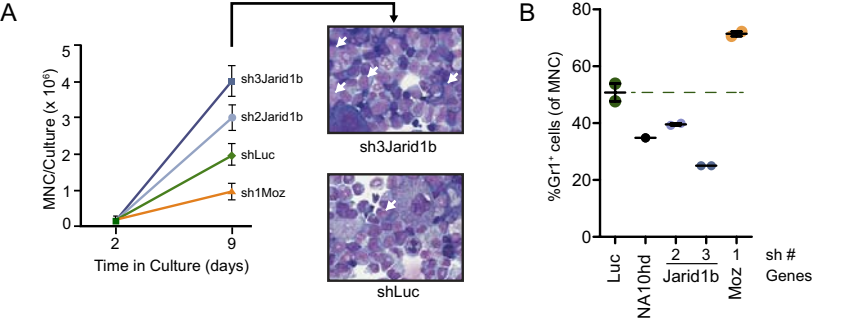 A
MNC/Culture (x 10⁶)
5
4
3
2
1
0
2
9
Time in Culture (days)
sh3Jarid1b
sh2Jarid1b
shLuc
sh1Moz
sh3Jarid1b
shLuc
B
%Gr1⁺ cells (of MNC)
80
60
40
20
0
Luc
NA10hd
2 3
Jarid1b
1
Moz
sh #
Genes